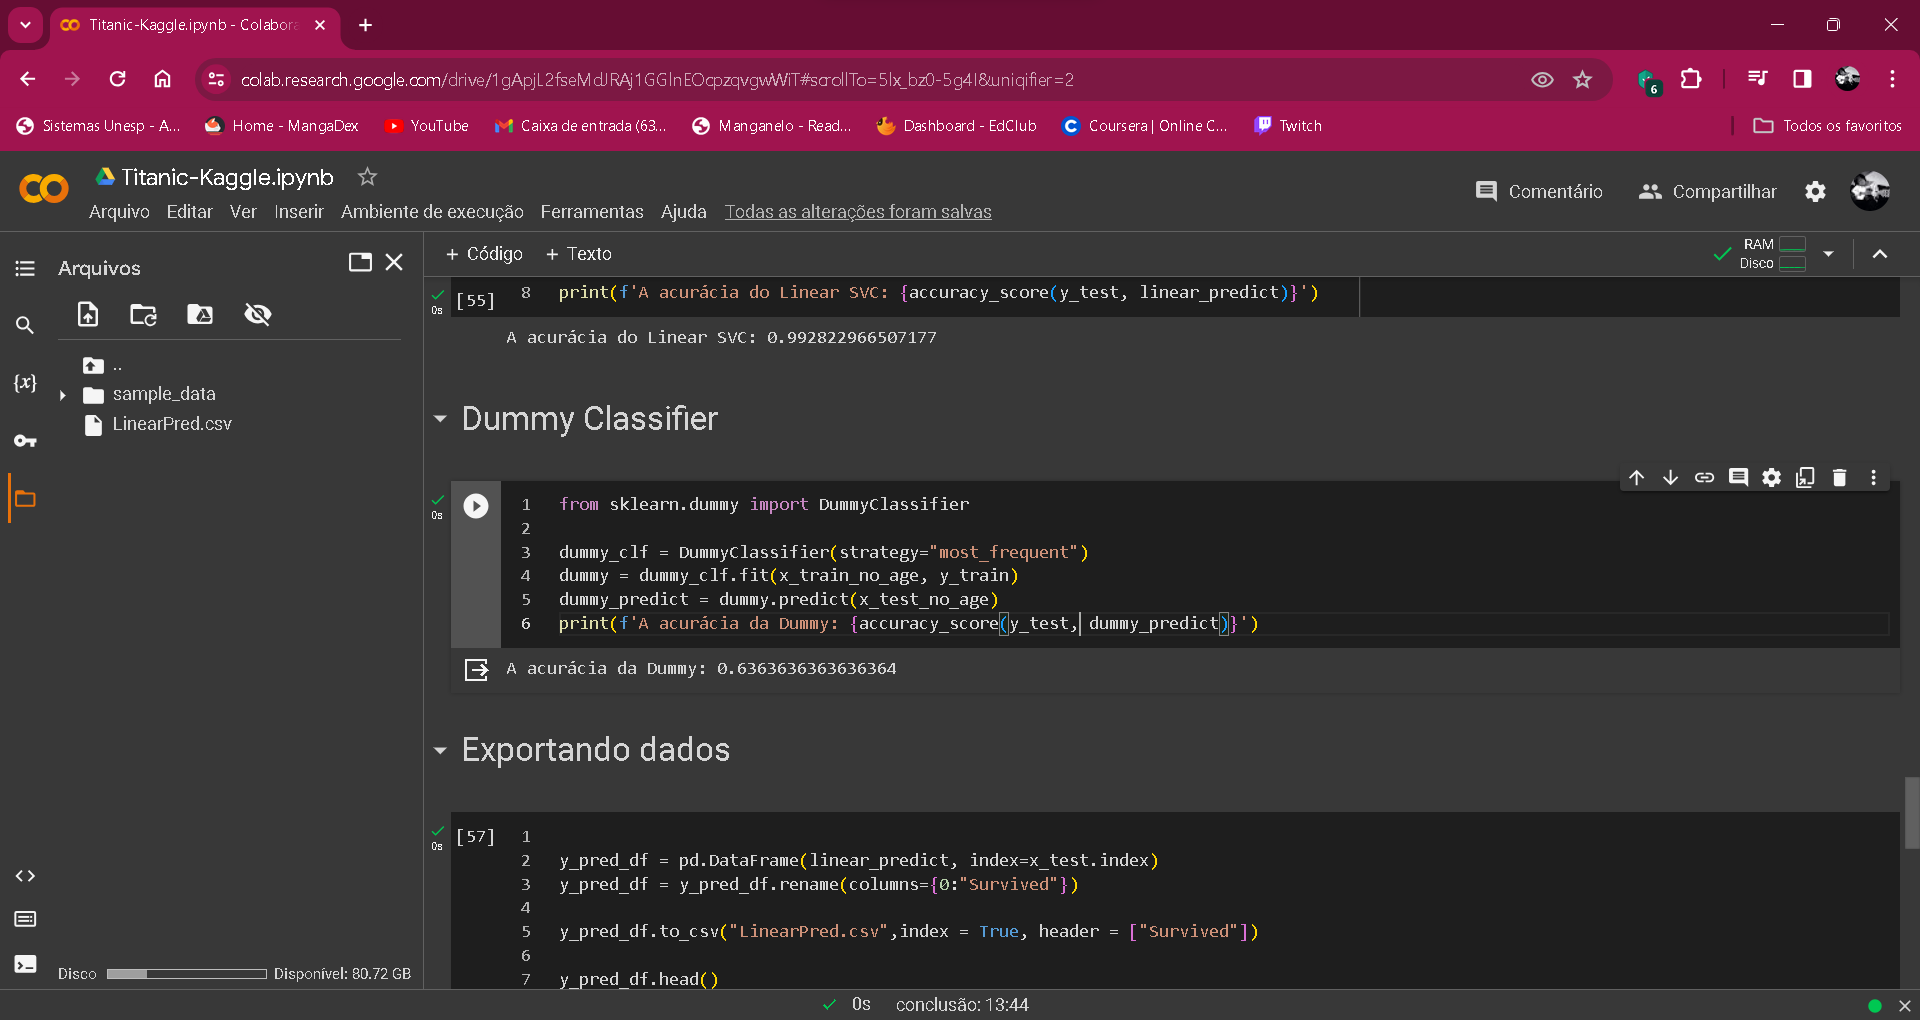 Titanic-Kaggle.ipynb - Colabora
colab.research.google.com/drive/1gApjL2fseMdJRAj1GGlnEOcpzqvgwWiT#scrollTo=5lx_bz0-5g4I&uniqifier=2
6
Sistemas Unesp - A...
Home - MangaDex
YouTube
Caixa de entrada (63...
Manganelo - Read...
Dashboard - EdClub
Coursera | Online C...
Twitch
Todos os favoritos
Titanic-Kaggle.ipynb
Comentário
Compartilhar
Arquivo Editar Ver Inserir Ambiente de execução Ferramentas Ajuda Todas as alterações foram salvas
Arquivos
..
sample_data
LinearPred.csv
Disco Disponível: 80.72 GB
+ Código + Texto
RAM
Disco
0s
[55]
8 print(f'A acurácia do Linear SVC: {accuracy_score(y_test, linear_predict)}')
A acurácia do Linear SVC: 0.992822966507177
Dummy Classifier
0s
1 from sklearn.dummy import DummyClassifier
2
3 dummy_clf = DummyClassifier(strategy="most_frequent")
4 dummy = dummy_clf.fit(x_train_no_age, y_train)
5 dummy_predict = dummy.predict(x_test_no_age)
6 print(f'A acurácia da Dummy: {accuracy_score(y_test, dummy_predict)}')
A acurácia da Dummy: 0.6363636363636364
Exportando dados
0s
[57]
1
2 y_pred_df = pd.DataFrame(linear_predict, index=x_test.index)
3 y_pred_df = y_pred_df.rename(columns={0:"Survived"})
4
5 y_pred_df.to_csv("LinearPred.csv",index = True, header = ["Survived"])
6
7 y_pred_df.head()
0s conclusão: 13:44